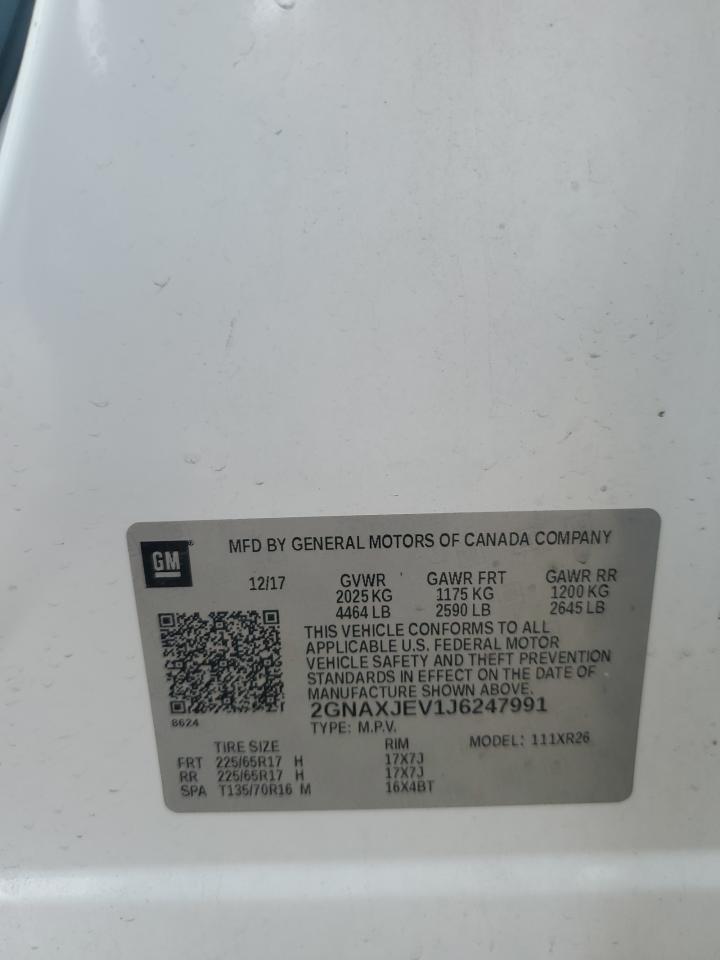 GM®
MFD BY GENERAL MOTORS OF CANADA COMPANY
12/17 GVWR GAWR FRT GAWR RR
2025 KG 1175 KG 1200 KG
4464 LB 2590 LB 2645 LB
THIS VEHICLE CONFORMS TO ALL
APPLICABLE U.S. FEDERAL MOTOR
VEHICLE SAFETY AND THEFT PREVENTION
STANDARDS IN EFFECT ON THE DATE OF
MANUFACTURE SHOWN ABOVE.
8624
2GNAXJEV1J6247991
TYPE: M.P.V.
TIRE SIZE RIM MODEL: 111XR26
FRT 225/65R17 H 17X7J
RR 225/65R17 H 17X7J
SPA T135/70R16 M 16X4BT